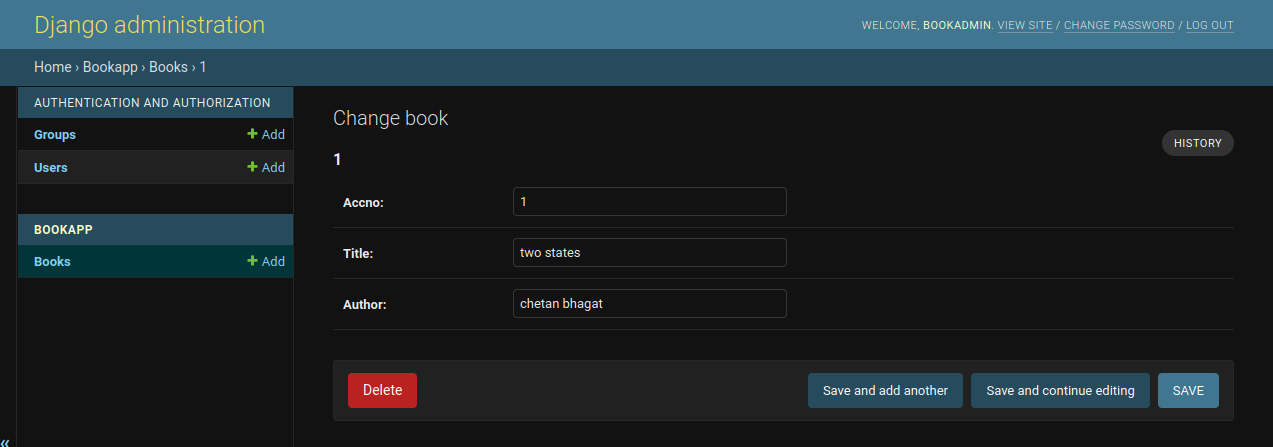 Django administration
WELCOME, BOOKADMIN. VIEW SITE / CHANGE PASSWORD / LOG OUT
Home › Bookapp › Books › 1
AUTHENTICATION AND AUTHORIZATION
Groups + Add
Users + Add
BOOKAPP
Books + Add
«
Change book
HISTORY
1
Accno: 1
Title: two states
Author: chetan bhagat
Delete Save and add another Save and continue editing SAVE